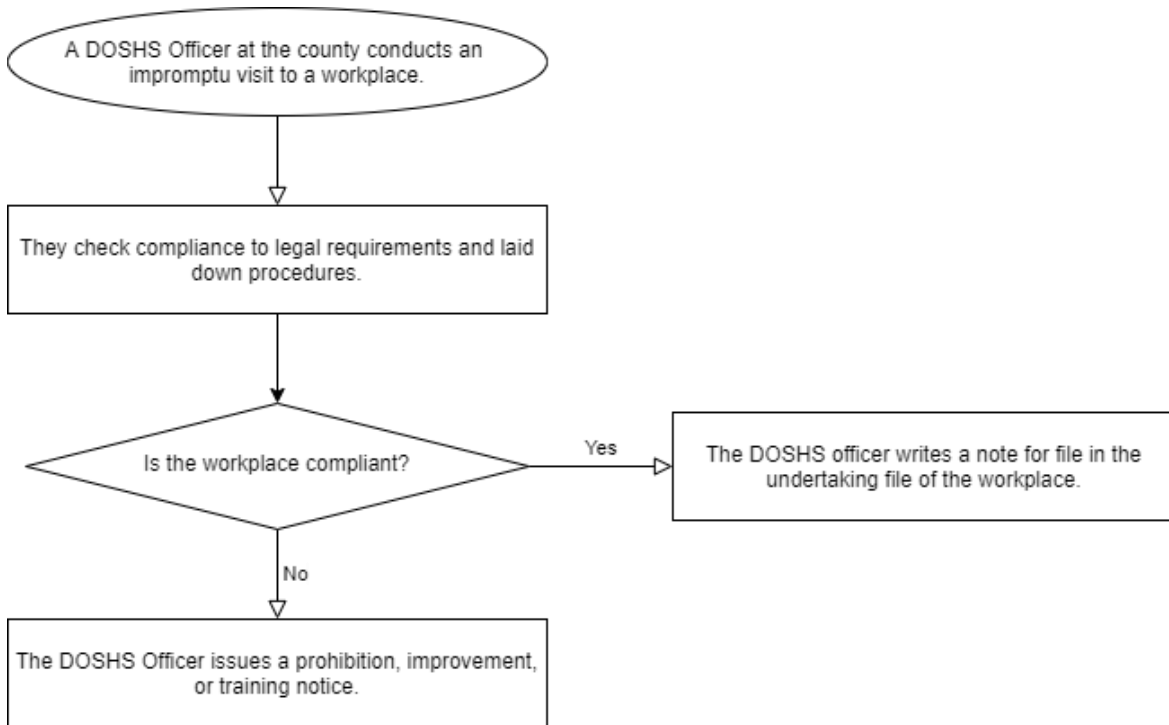 A DOSHS Officer at the county conducts an
impromptu visit to a workplace.
They check compliance to legal requirements and laid
down procedures.
Is the workplace compliant?
Yes
The DOSHS officer writes a note for file in the
undertaking file of the workplace.
No
The DOSHS Officer issues a prohibition, improvement,
or training notice.